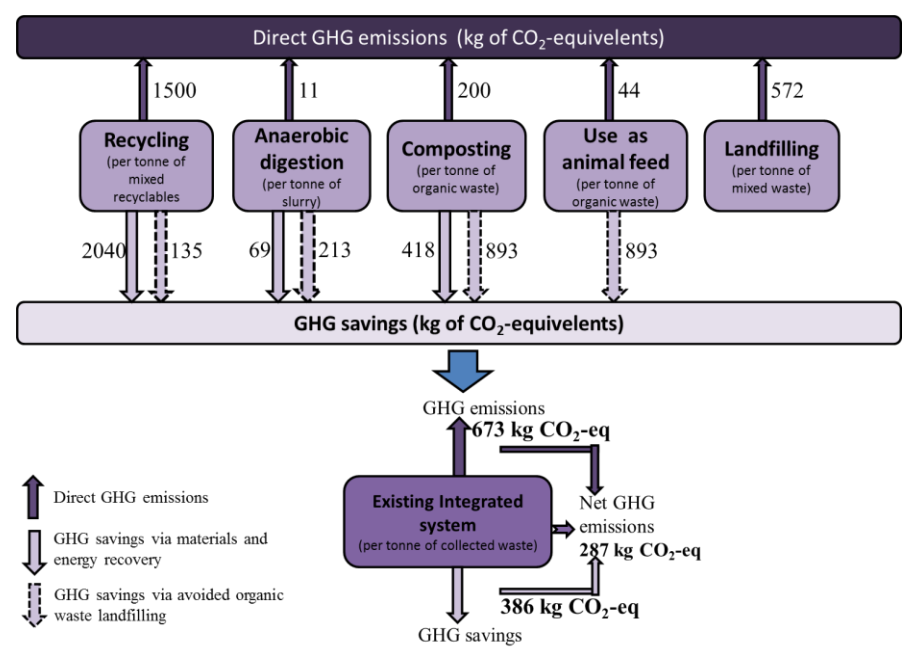 Direct GHG emissions (kg of CO₂-equivelents)
1500
11
200
44
572
Recycling
(per tonne of
mixed
recyclables
Anaerobic
digestion
(per tonne of
slurry)
Composting
(per tonne of
organic waste)
Use as
animal feed
(per tonne of
organic waste)
Landfilling
(per tonne of
mixed waste)
2040
135
69
213
418
893
893
GHG savings (kg of CO₂-equivelents)
GHG emissions
673 kg CO₂-eq
Existing Integrated
system
(per tonne of collected waste)
Net GHG
emissions
287 kg CO₂-eq
386 kg CO₂-eq
GHG savings
Direct GHG emissions
GHG savings via materials and
energy recovery
GHG savings via avoided organic
waste landfilling